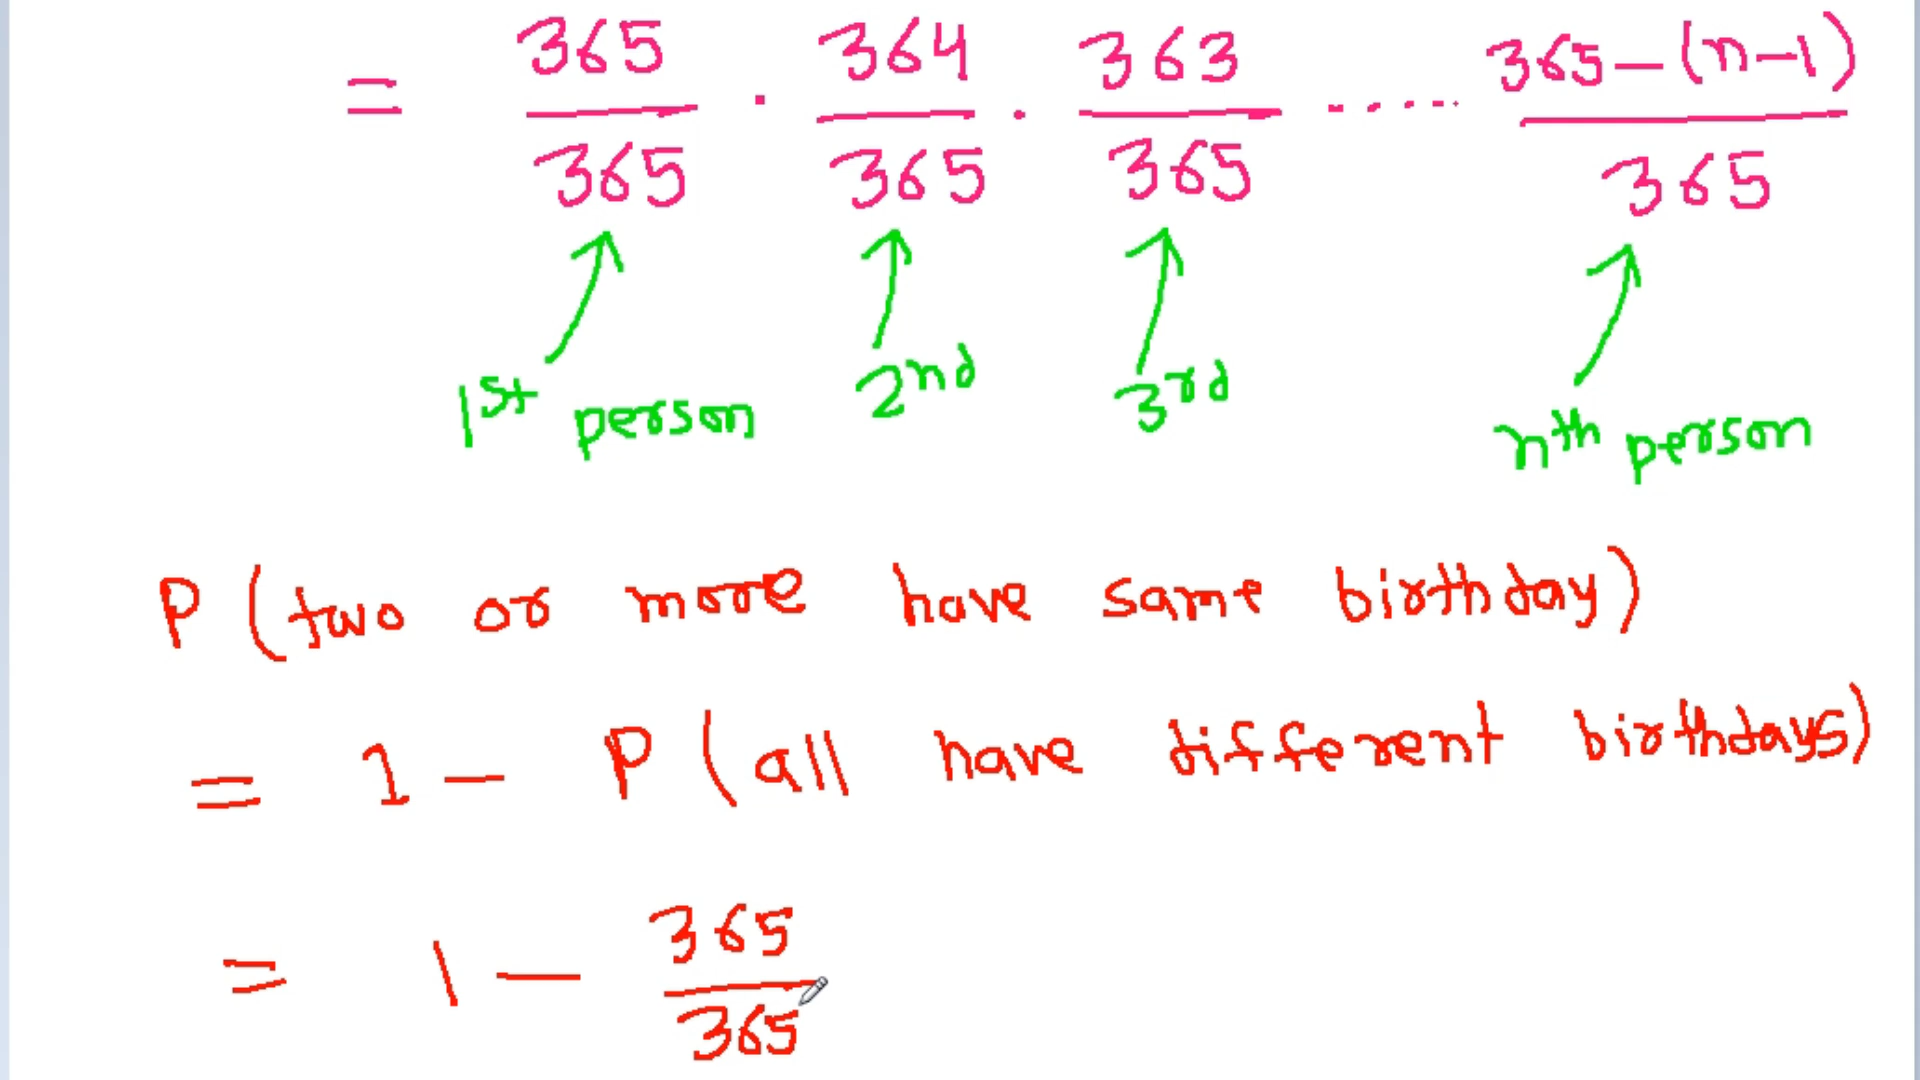 = 365/365 · 364/365 · 363/365 ····· 365-(n-1)/365
1st person 2nd 3rd nth person
P (two or more have same birthday)
= 1 - P (all have different birthdays)
= 1 - 365/365